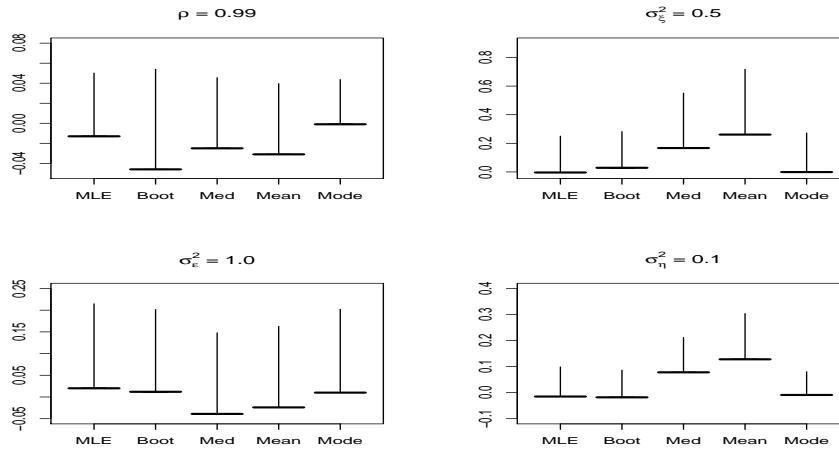 ρ = 0.99
0.08
0.04
0.00
-0.04
MLE Boot Med Mean Mode
σ²_ξ = 0.5
0.8
0.6
0.4
0.2
0.0
MLE Boot Med Mean Mode
σ²_ε = 1.0
0.25
0.15
0.05
-0.05
MLE Boot Med Mean Mode
σ²_η = 0.1
0.4
0.3
0.2
0.1
0.0
-0.1
MLE Boot Med Mean Mode